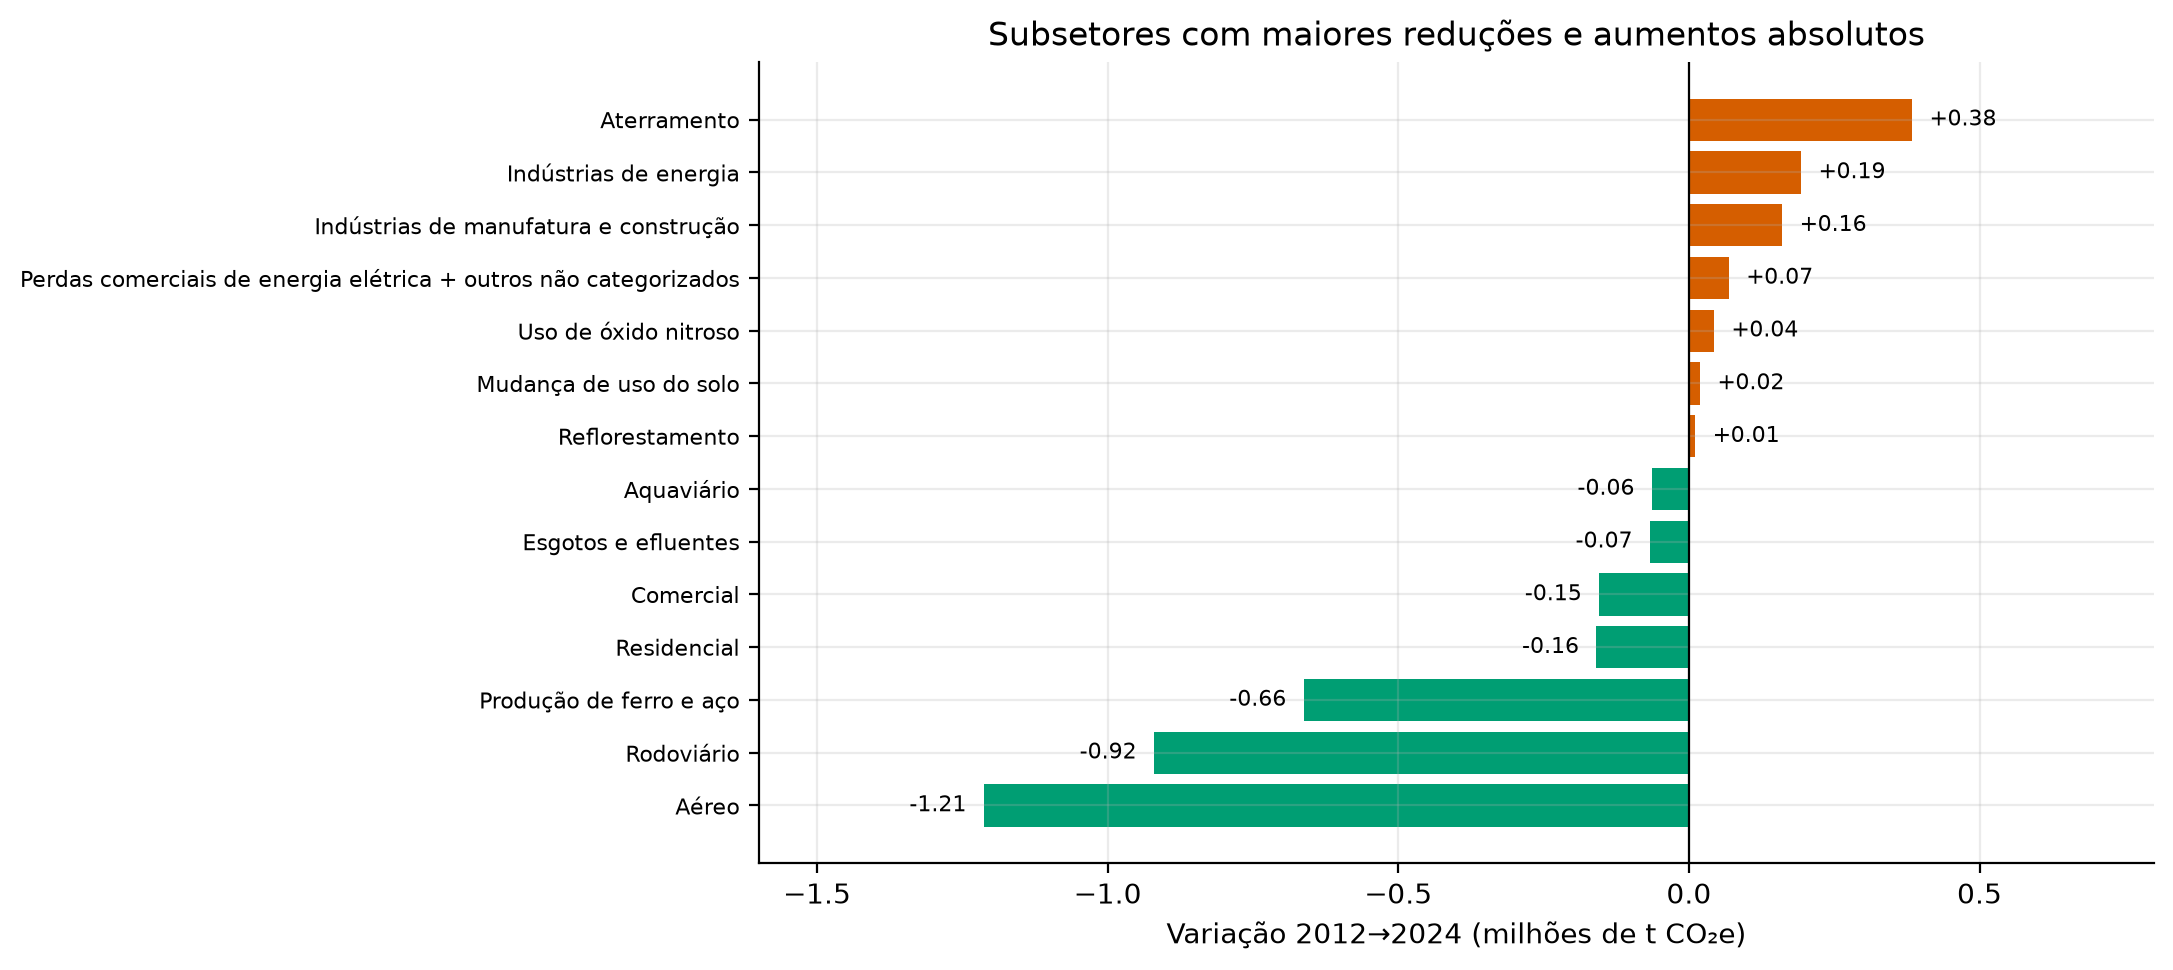 Subsetores com maiores reduções e aumentos absolutos
Aterramento +0.38
Indústrias de energia +0.19
Indústrias de manufatura e construção +0.16
Perdas comerciais de energia elétrica + outros não categorizados +0.07
Uso de óxido nitroso +0.04
Mudança de uso do solo +0.02
Reflorestamento +0.01
Aquaviário -0.06
Esgotos e efluentes -0.07
Comercial -0.15
Residencial -0.16
Produção de ferro e aço -0.66
Rodoviário -0.92
Aéreo -1.21
−1.5 −1.0 −0.5 0.0 0.5
Variação 2012→2024 (milhões de t CO₂e)